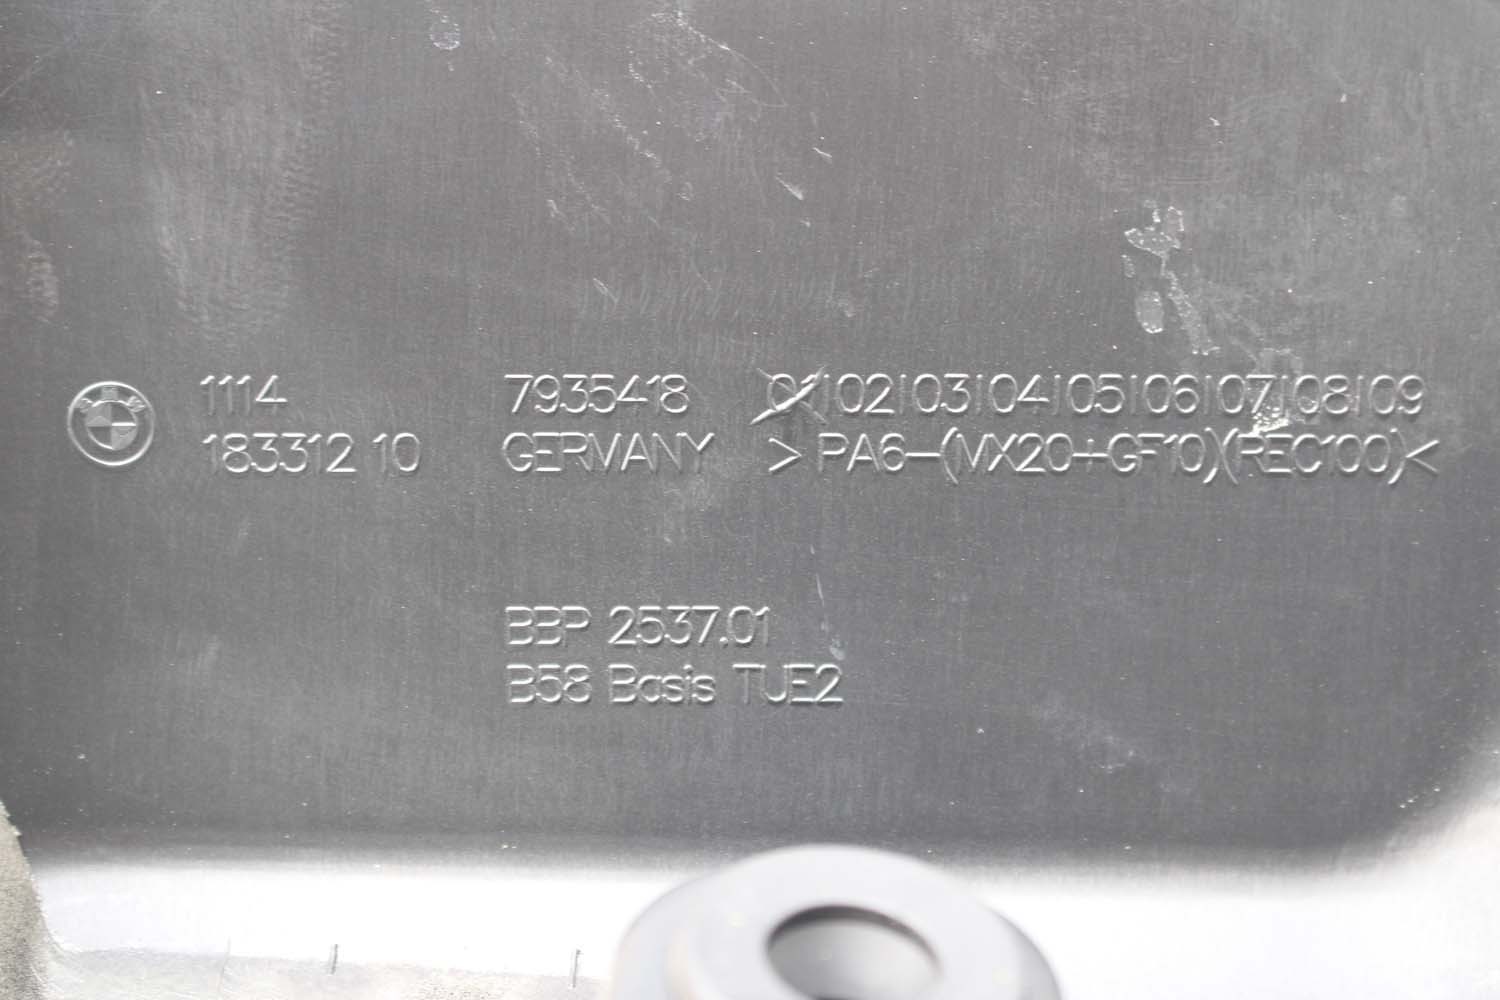 1114 7935418 01|02|03|04|05|06|07|08|09
183312 10 GERMANY >PA6-(MX20+GF10)(REC100)<
BBP 2537.01
B58 Basis TUE2